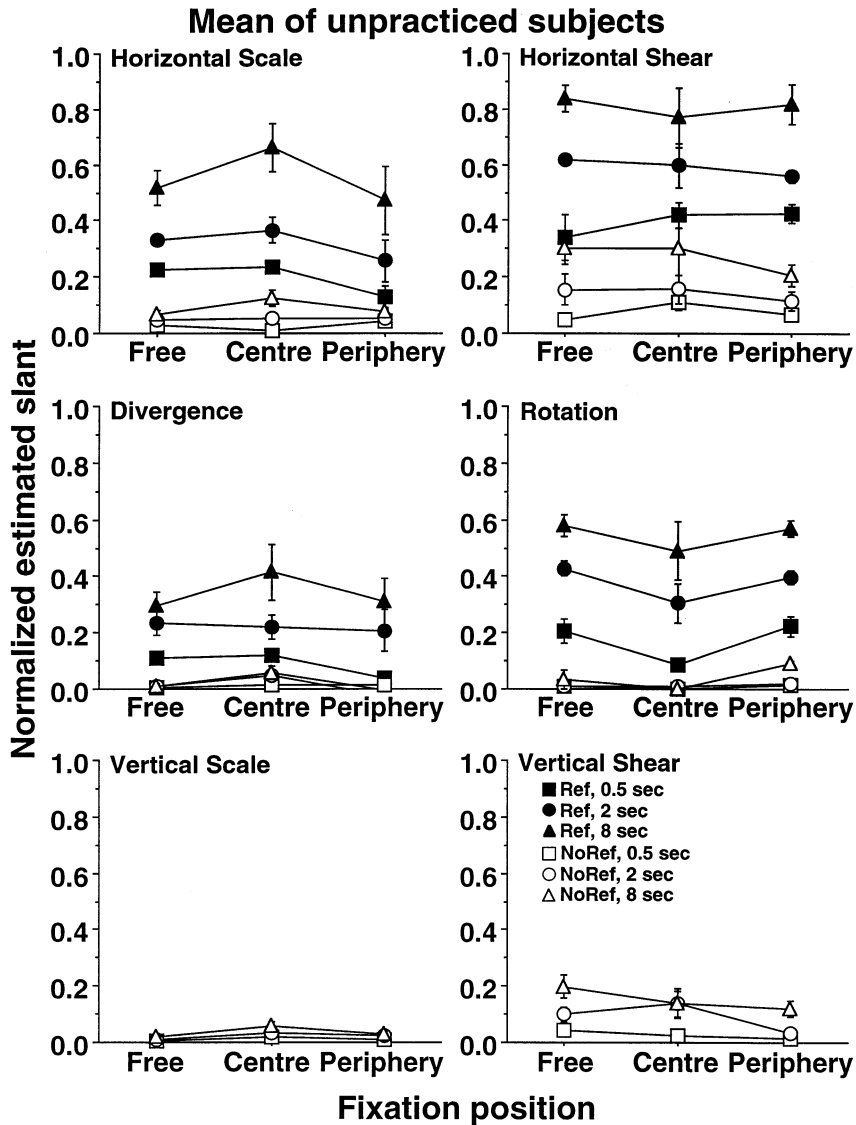 Mean of unpracticed subjects
Normalized estimated slant
Horizontal Scale
1.0
0.8
0.6
0.4
0.2
0.0
Free Centre Periphery
Horizontal Shear
1.0
0.8
0.6
0.4
0.2
0.0
Free Centre Periphery
Divergence
1.0
0.8
0.6
0.4
0.2
0.0
Free Centre Periphery
Rotation
1.0
0.8
0.6
0.4
0.2
0.0
Free Centre Periphery
Vertical Scale
1.0
0.8
0.6
0.4
0.2
0.0
Free Centre Periphery
Vertical Shear
1.0
0.8
0.6
0.4
0.2
0.0
Ref, 0.5 sec
Ref, 2 sec
Ref, 8 sec
NoRef, 0.5 sec
NoRef, 2 sec
NoRef, 8 sec
Free Centre Periphery
Fixation position